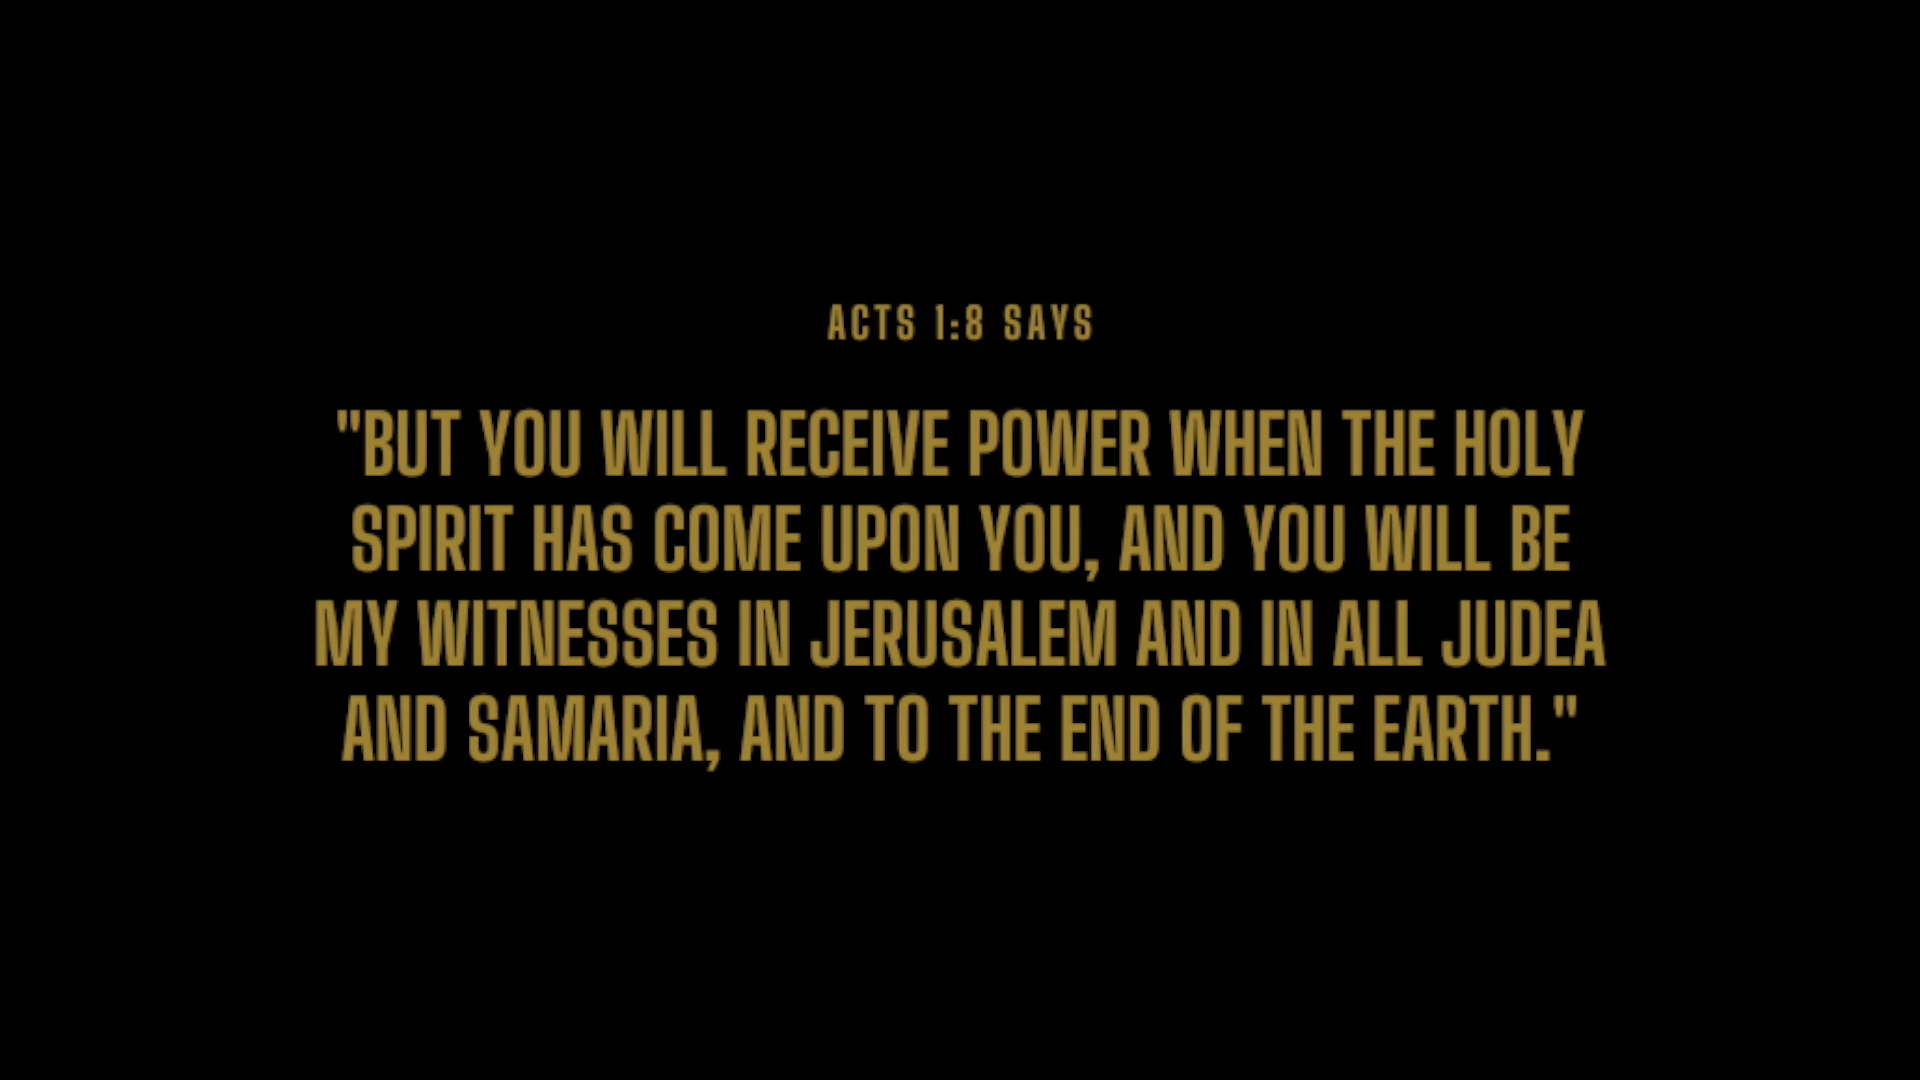 ACTS 1:8 SAYS
"BUT YOU WILL RECEIVE POWER WHEN THE HOLY
SPIRIT HAS COME UPON YOU, AND YOU WILL BE
MY WITNESSES IN JERUSALEM AND IN ALL JUDEA
AND SAMARIA, AND TO THE END OF THE EARTH."